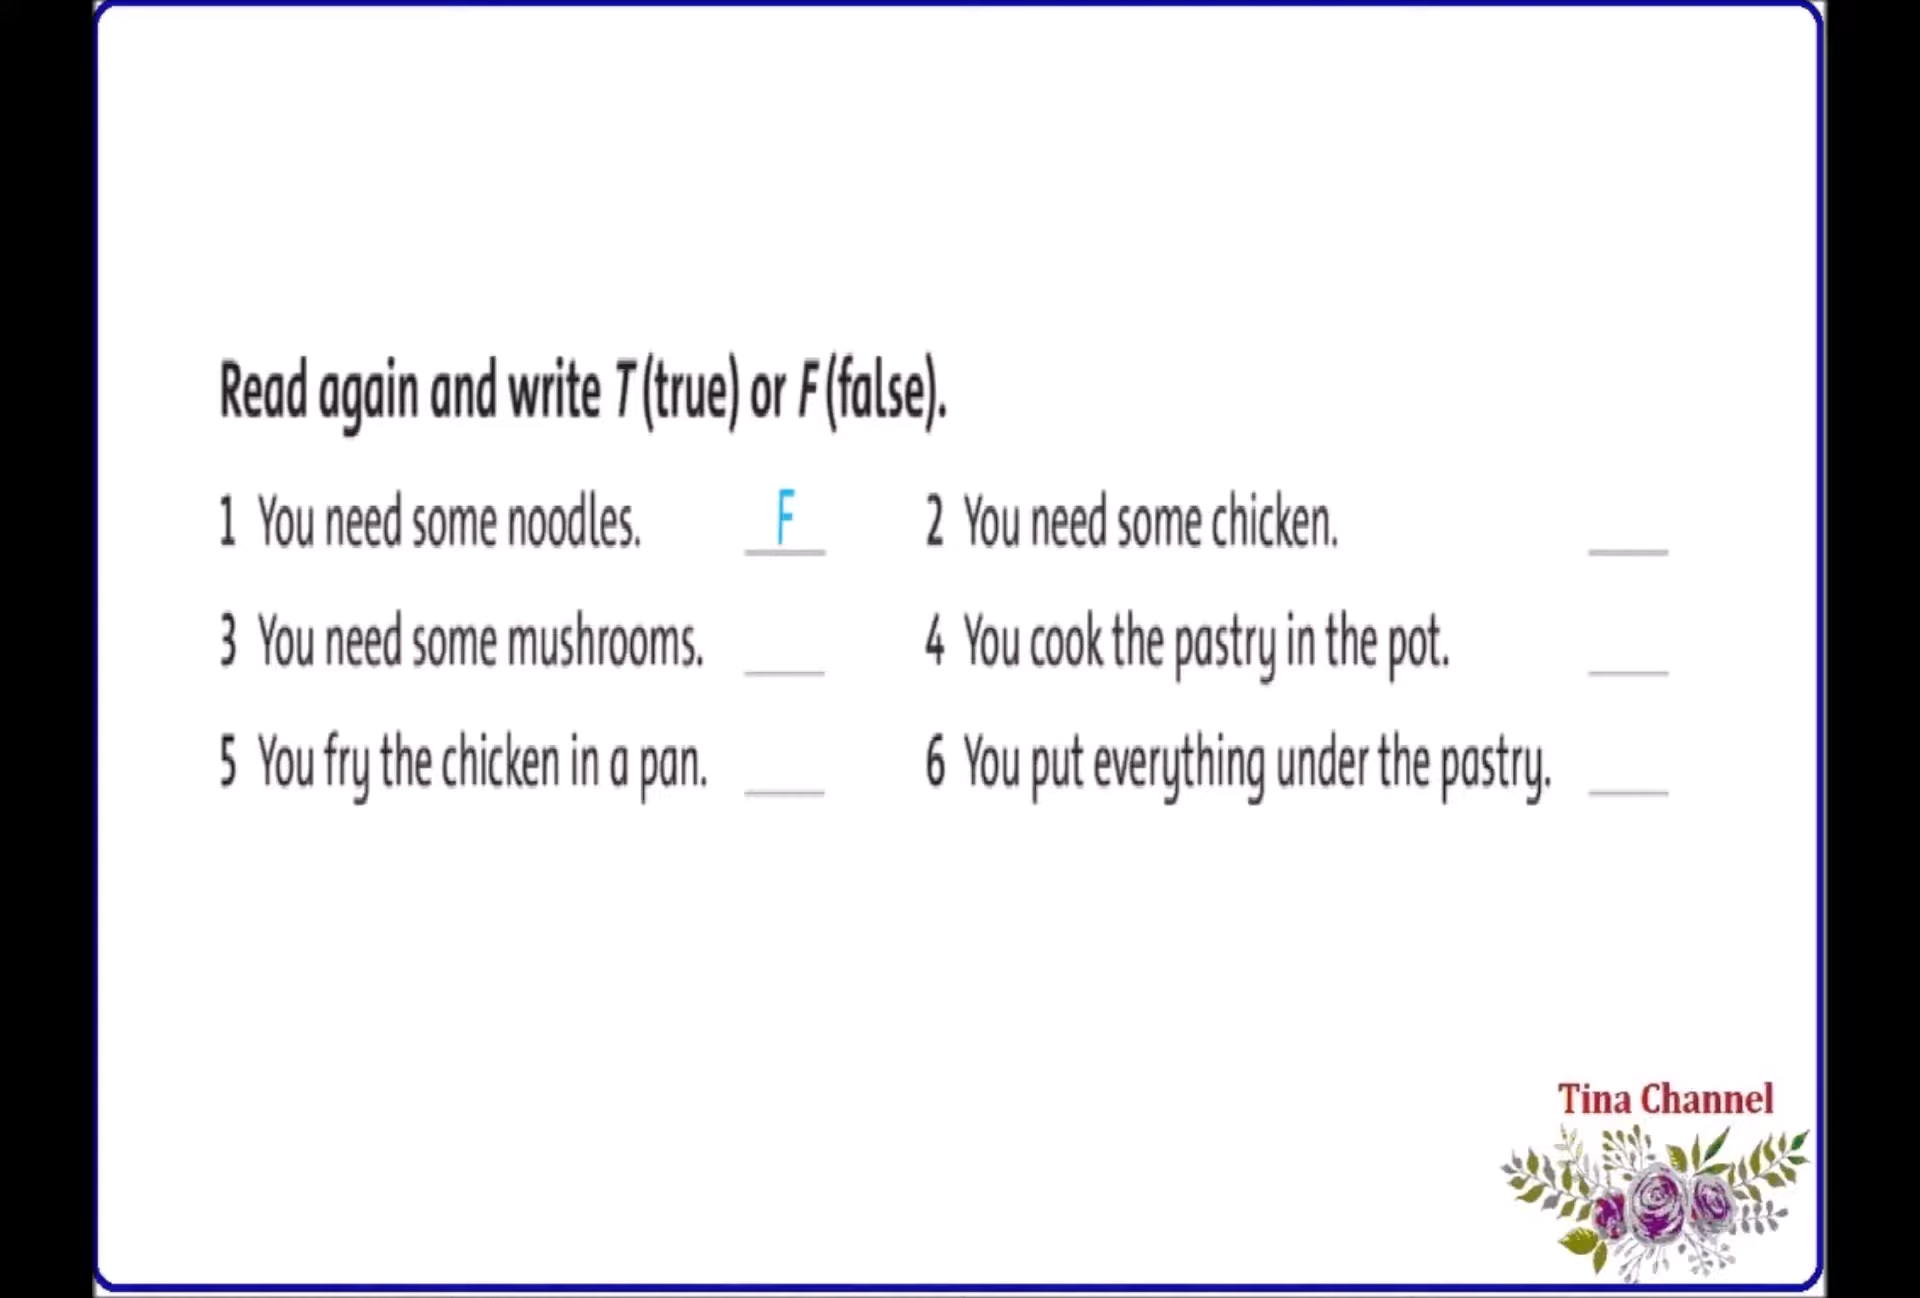 Read again and write T (true) or F (false).
1 You need some noodles. F 2 You need some chicken.
3 You need some mushrooms. 4 You cook the pastry in the pot.
5 You fry the chicken in a pan. 6 You put everything under the pastry.
Tina Channel